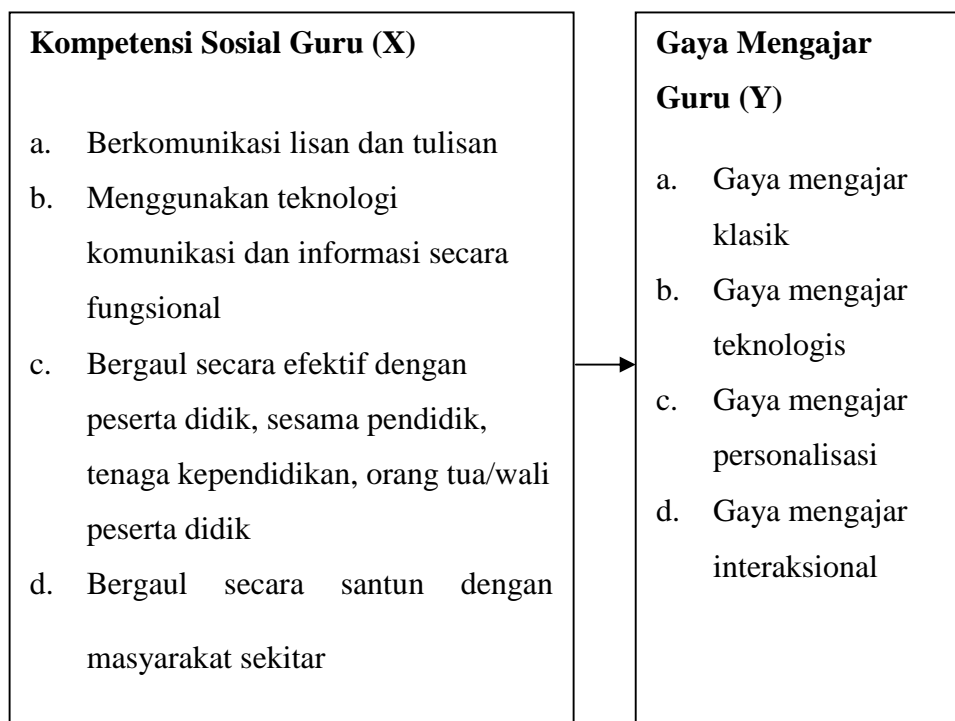 Kompetensi Sosial Guru (X)
a. Berkomunikasi lisan dan tulisan
b. Menggunakan teknologi
komunikasi dan informasi secara
fungsional
c. Bergaul secara efektif dengan
peserta didik, sesama pendidik,
tenaga kependidikan, orang tua/wali
peserta didik
d. Bergaul secara santun dengan
masyarakat sekitar
Gaya Mengajar
Guru (Y)
a. Gaya mengajar
klasik
b. Gaya mengajar
teknologis
c. Gaya mengajar
personalisasi
d. Gaya mengajar
interaksional